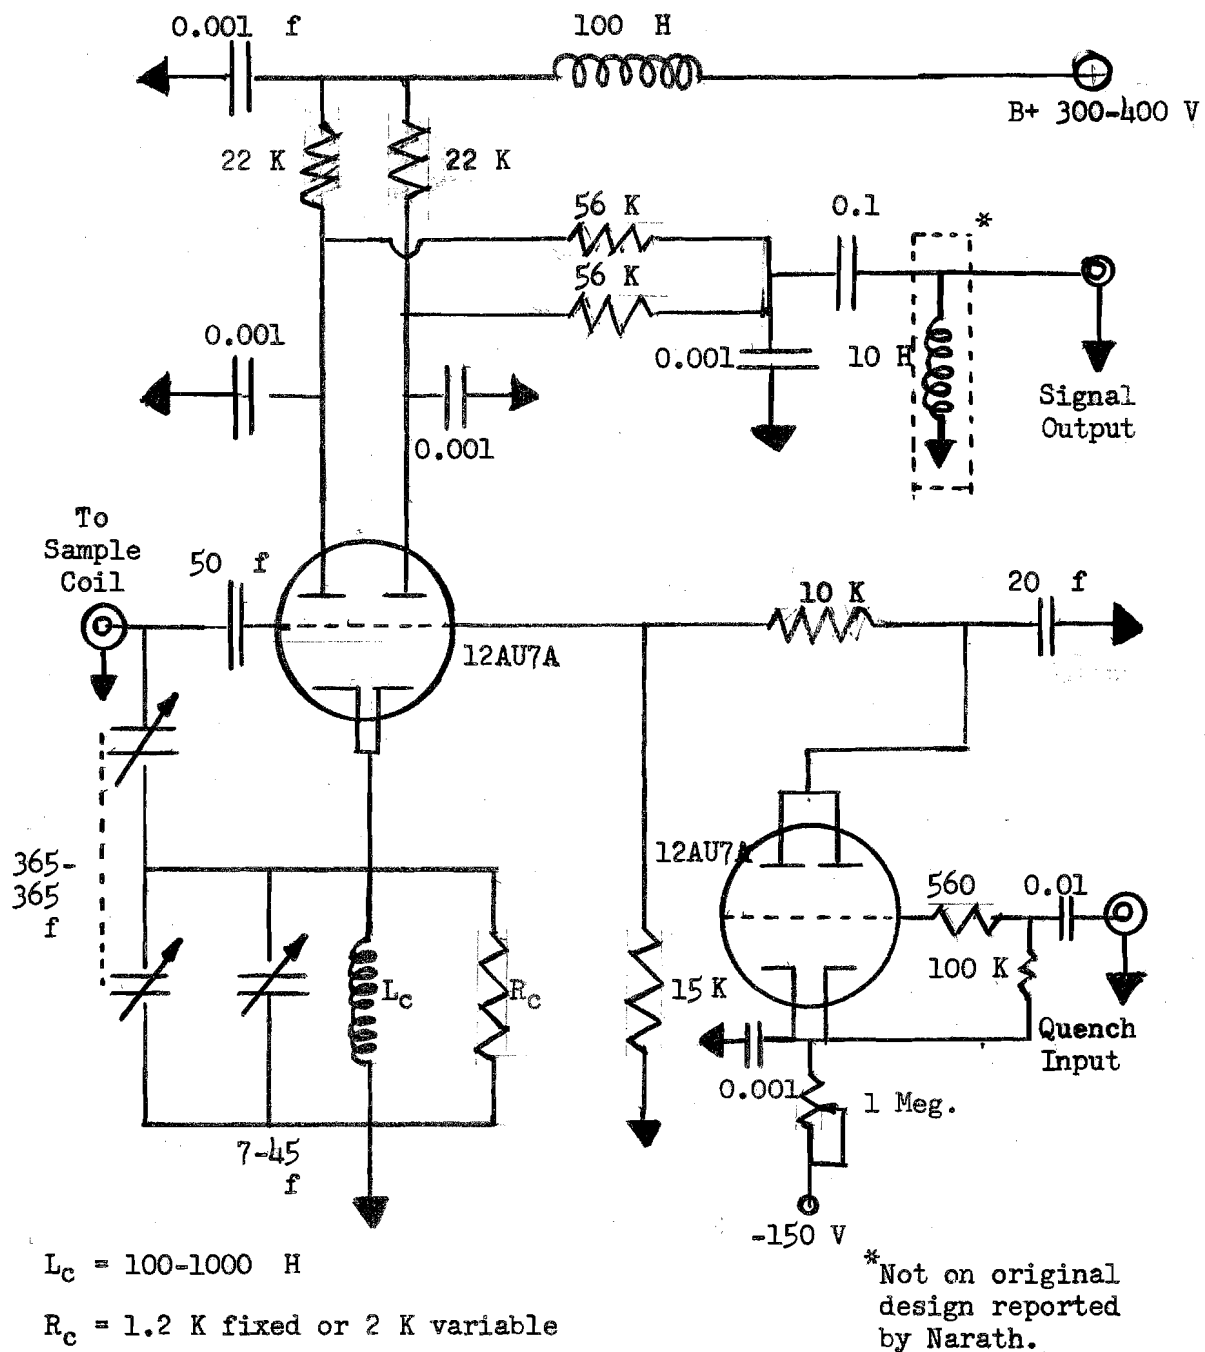 0.001 f
100 H
B+ 300-400 V
22 K
22 K
56 K
0.1
*
56 K
0.001
0.001
10 H
0.001
Signal
Output
To
Sample
Coil
50 f
12AU7A
10 K
20 f
365-
365
f
12AU7A
560
0.01
100 K
Lc
Rc
15 K
Quench
Input
0.001
1 Meg.
7-45
f
-150 V
Lc = 100-1000 H
Rc = 1.2 K fixed or 2 K variable
*Not on original
design reported
by Narath.